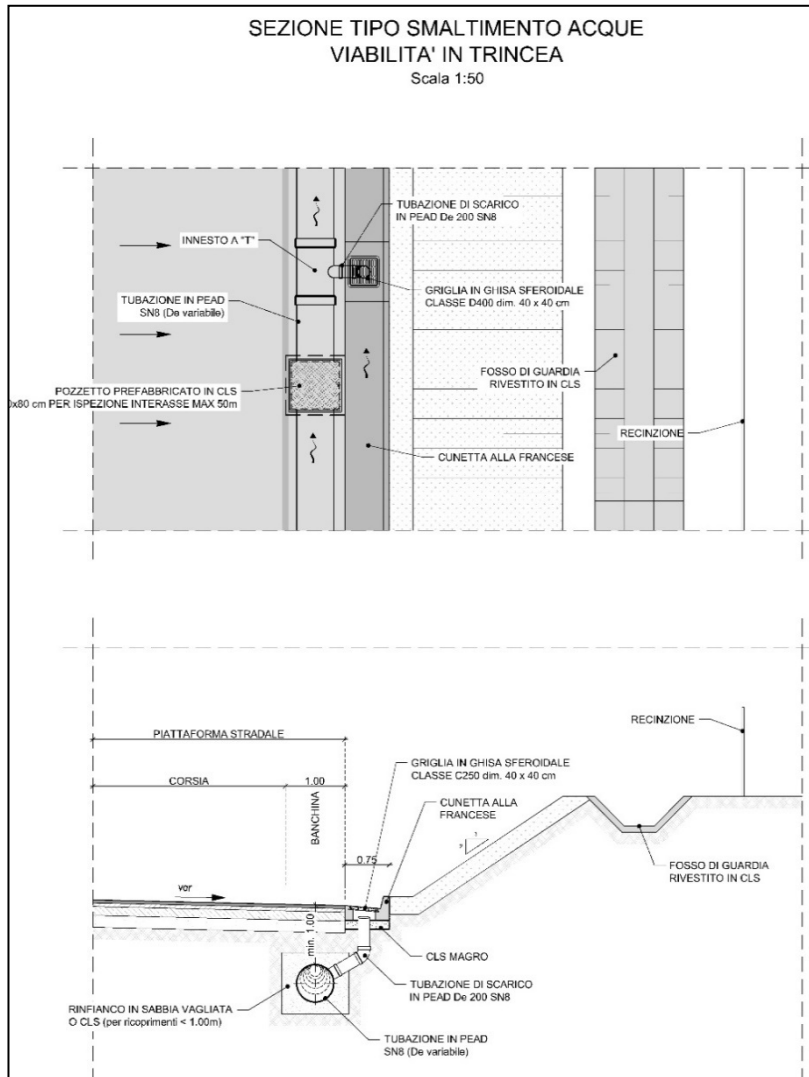 SEZIONE TIPO SMALTIMENTO ACQUE
VIABILITA' IN TRINCEA
Scala 1:50
TUBAZIONE DI SCARICO
IN PEAD De 200 SN8
INNESTO A "T"
GRIGLIA IN GHISA SFEROIDALE
CLASSE D400 dim. 40 x 40 cm
TUBAZIONE IN PEAD
SN8 (De variabile)
FOSSO DI GUARDIA
RIVESTITO IN CLS
POZZETTO PREFABBRICATO IN CLS
0x80 cm PER ISPEZIONE INTERASSE MAX 50m
RECINZIONE
CUNETTA ALLA FRANCESE
RECINZIONE
PIATTAFORMA STRADALE
GRIGLIA IN GHISA SFEROIDALE
CLASSE C250 dim. 40 x 40 cm
CORSIA
1.00
BANCHINA
CUNETTA ALLA
FRANCESE
0.75
FOSSO DI GUARDIA
RIVESTITO IN CLS
var
min. 1.00
CLS MAGRO
TUBAZIONE DI SCARICO
IN PEAD De 200 SN8
RINFIANCO IN SABBIA VAGLIATA
O CLS (per ricoprimenti < 1.00m)
TUBAZIONE IN PEAD
SN8 (De variabile)